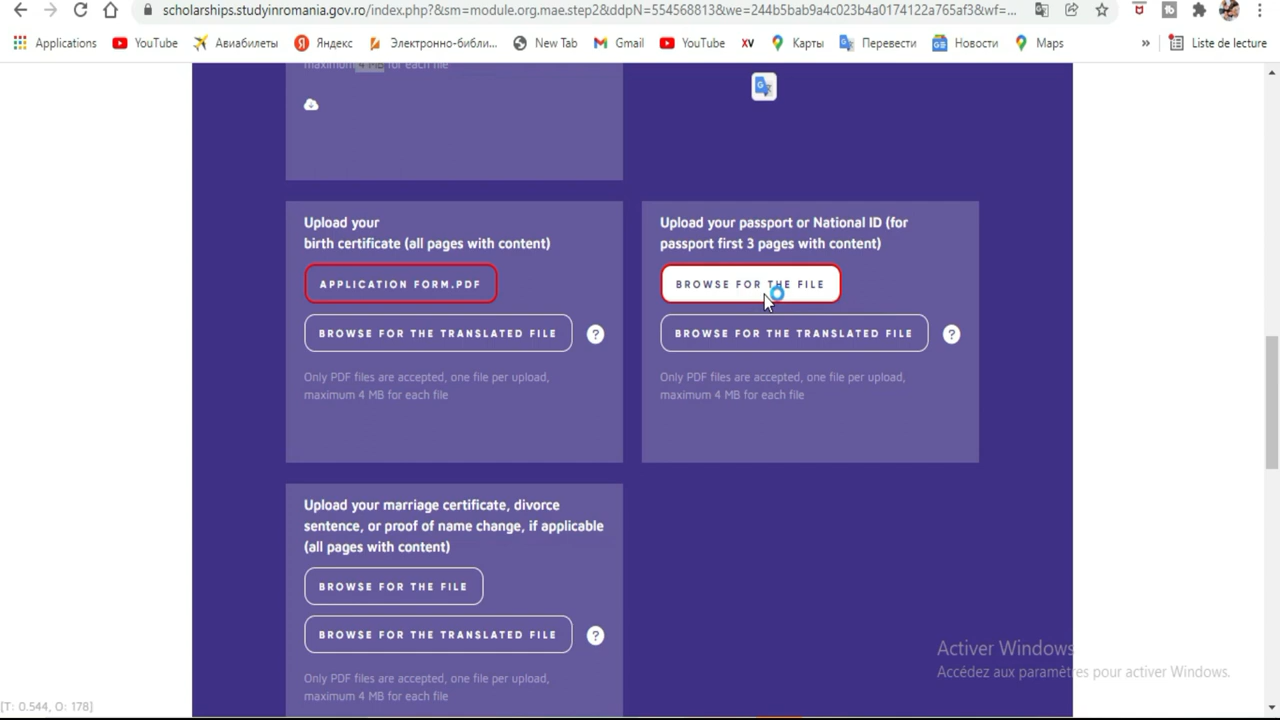 scholarships.studyinromania.gov.ro/index.php?&sm=module.org.mae.step2&ddpN=554568813&we=244b5bab9a4c023b4a0174122a765af3&wf=...
Applications YouTube Авиабилеты Яндекс Электронно-библи... New Tab Gmail YouTube XV Карты Перевести Новости Maps » Liste de lecture
maximum 4 MB for each file
Upload your
birth certificate (all pages with content)
APPLICATION FORM.PDF
BROWSE FOR THE TRANSLATED FILE ?
Only PDF files are accepted, one file per upload,
maximum 4 MB for each file
Upload your passport or National ID (for
passport first 3 pages with content)
BROWSE FOR THE FILE
BROWSE FOR THE TRANSLATED FILE ?
Only PDF files are accepted, one file per upload,
maximum 4 MB for each file
Upload your marriage certificate, divorce
sentence, or proof of name change, if applicable
(all pages with content)
BROWSE FOR THE FILE
BROWSE FOR THE TRANSLATED FILE ?
Only PDF files are accepted, one file per upload,
maximum 4 MB for each file
Activer Windows
Accédez aux paramètres pour activer Windows.
[T: 0.544, O: 178]